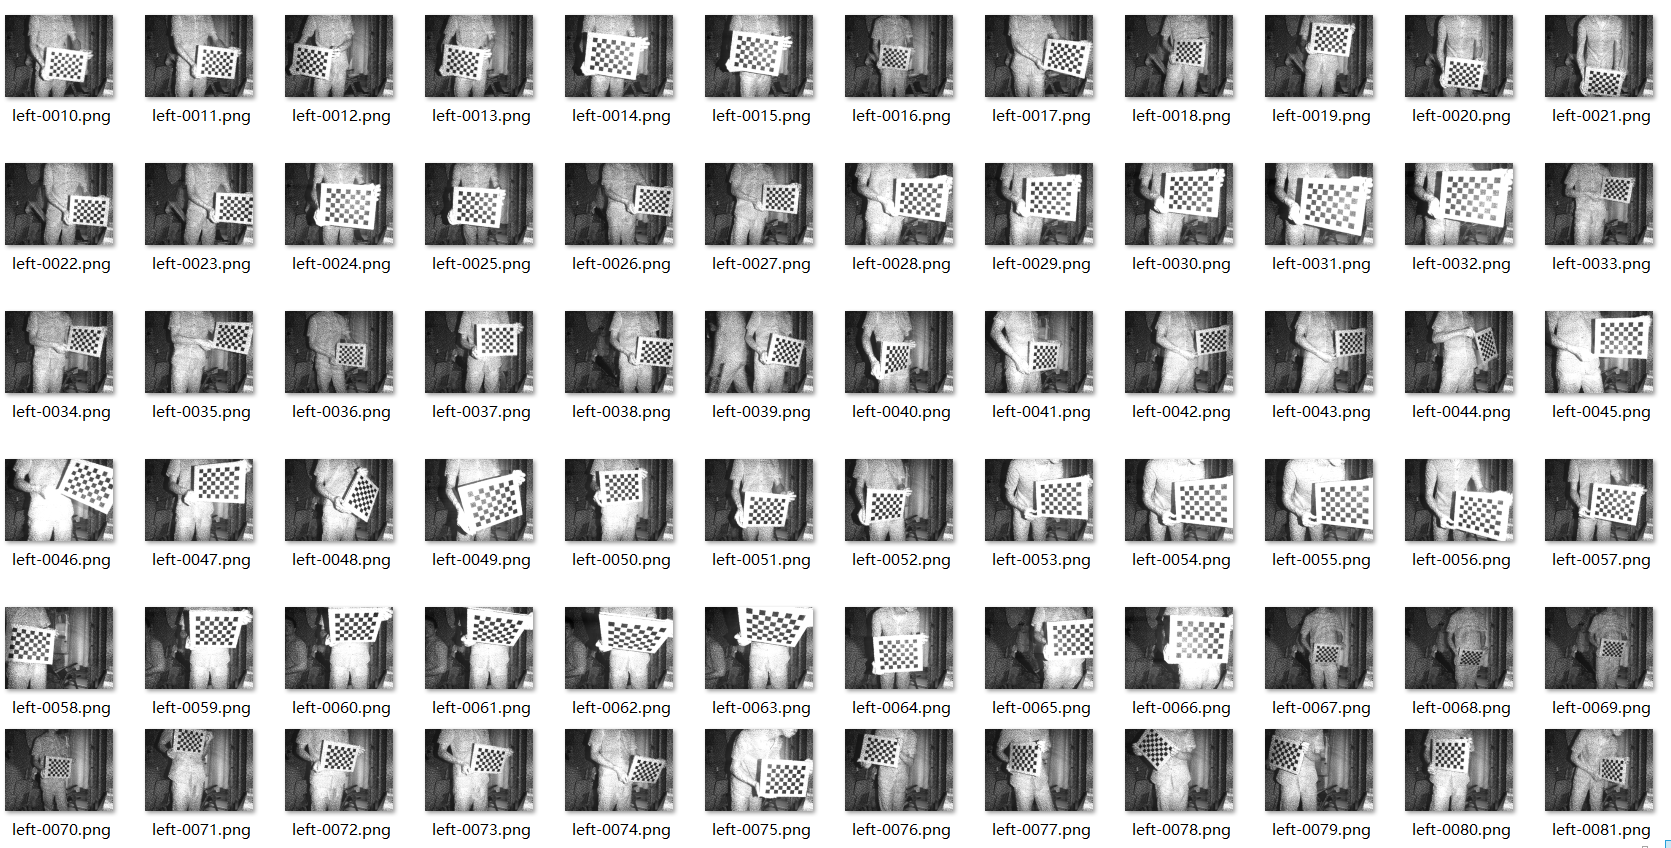 left-0010.png left-0011.png left-0012.png left-0013.png left-0014.png left-0015.png left-0016.png left-0017.png left-0018.png left-0019.png left-0020.png left-0021.png
left-0022.png left-0023.png left-0024.png left-0025.png left-0026.png left-0027.png left-0028.png left-0029.png left-0030.png left-0031.png left-0032.png left-0033.png
left-0034.png left-0035.png left-0036.png left-0037.png left-0038.png left-0039.png left-0040.png left-0041.png left-0042.png left-0043.png left-0044.png left-0045.png
left-0046.png left-0047.png left-0048.png left-0049.png left-0050.png left-0051.png left-0052.png left-0053.png left-0054.png left-0055.png left-0056.png left-0057.png
left-0058.png left-0059.png left-0060.png left-0061.png left-0062.png left-0063.png left-0064.png left-0065.png left-0066.png left-0067.png left-0068.png left-0069.png
left-0070.png left-0071.png left-0072.png left-0073.png left-0074.png left-0075.png left-0076.png left-0077.png left-0078.png left-0079.png left-0080.png left-0081.png